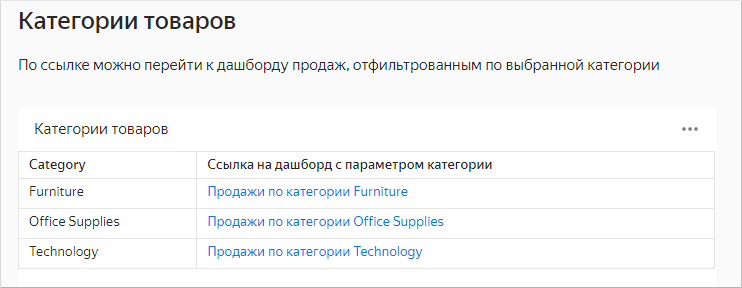 Категории товаров
По ссылке можно перейти к дашборду продаж, отфильтрованным по выбранной категории
Категории товаров
Category Ссылка на дашборд с параметром категории
Furniture Продажи по категории Furniture
Office Supplies Продажи по категории Office Supplies
Technology Продажи по категории Technology